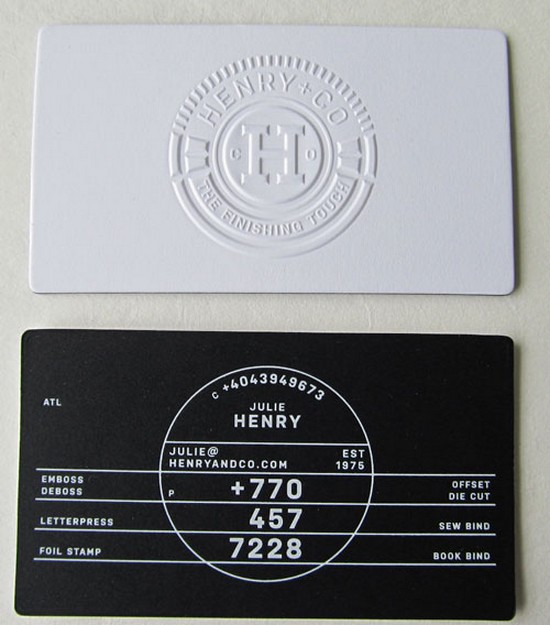 HENRY+CO
C H O
THE FINISHING TOUCH
C +4043949673
ATL
JULIE
HENRY
JULIE@
HENRYANDCO.COM
EST
1975
EMBOSS
DEBOSS
P +770
OFFSET
DIE CUT
LETTERPRESS
457
SEW BIND
FOIL STAMP
7228
BOOK BIND